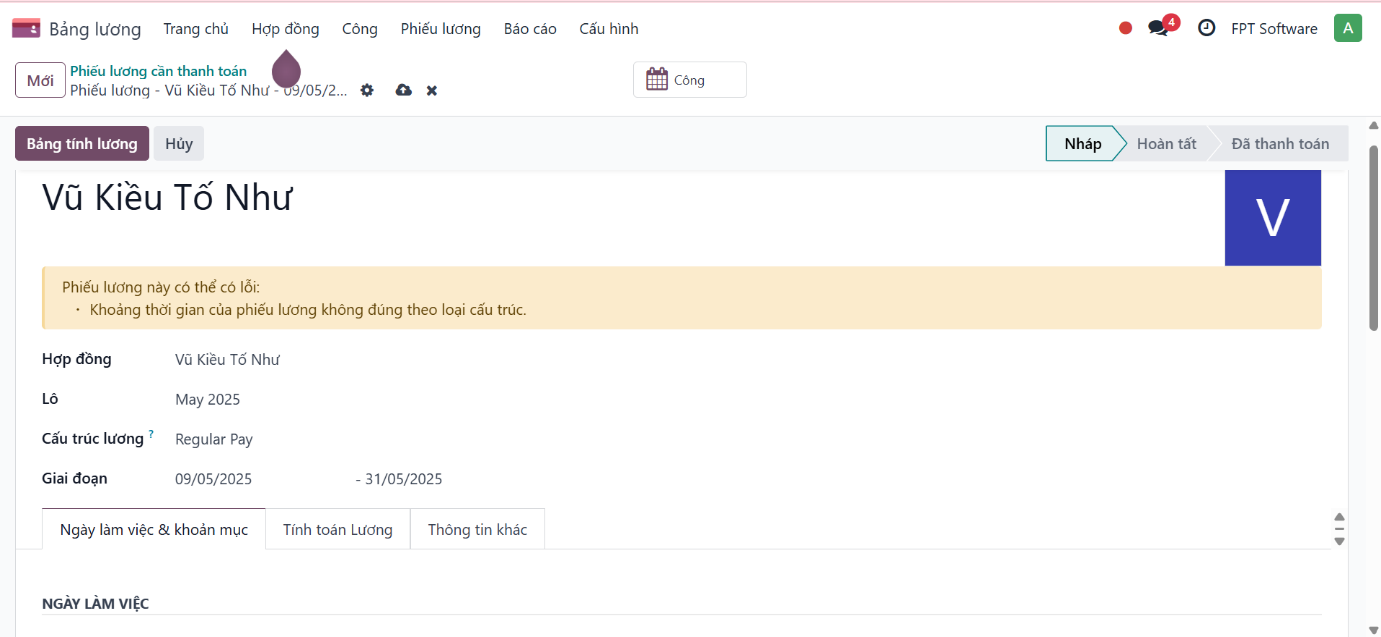 Bảng lương Trang chủ Hợp đồng Công Phiếu lương Báo cáo Cấu hình 4 FPT Software A
Mới Phiếu lương cần thanh toán
Phiếu lương - Vũ Kiều Tố Như - 09/05/2...
Công
Bảng tính lương Hủy Nháp Hoàn tất Đã thanh toán
Vũ Kiều Tố Như
V
Phiếu lương này có thể có lỗi:
• Khoảng thời gian của phiếu lương không đúng theo loại cấu trúc.
Hợp đồng Vũ Kiều Tố Như
Lô May 2025
Cấu trúc lương ? Regular Pay
Giai đoạn 09/05/2025 - 31/05/2025
Ngày làm việc & khoản mục Tính toán Lương Thông tin khác
NGÀY LÀM VIỆC